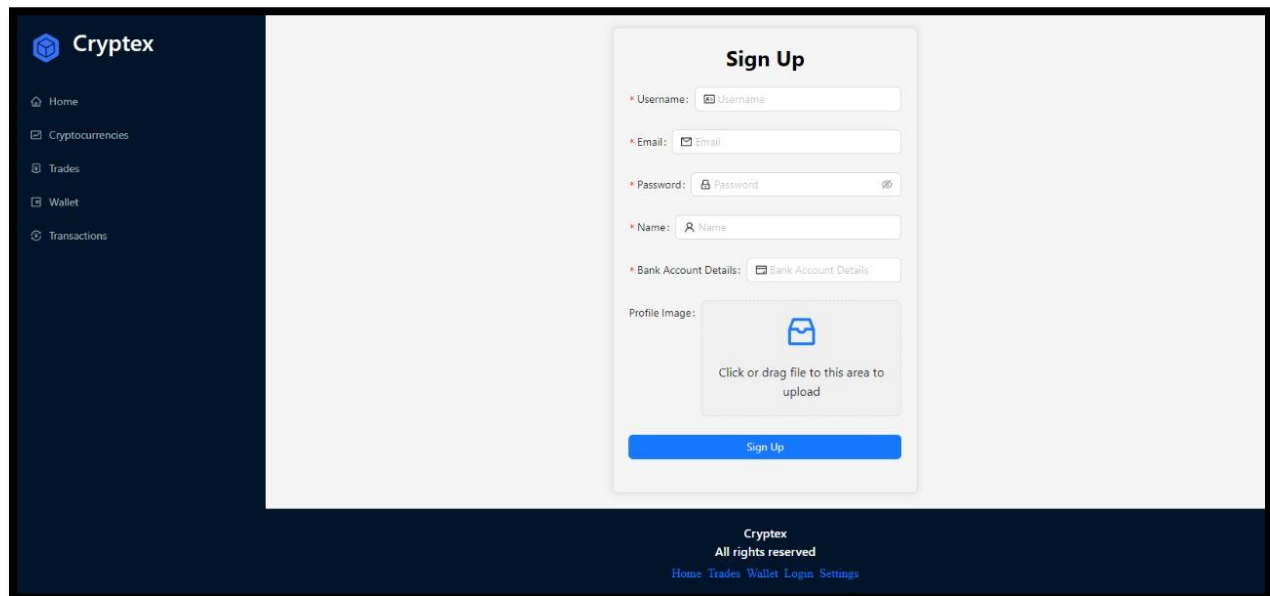 Cryptex
Home
Cryptocurrencies
Trades
Wallet
Transactions
Sign Up
* Username: Username
* Email: Email
* Password: Password
* Name: Name
* Bank Account Details: Bank Account Details
Profile Image:
Click or drag file to this area to
upload
Sign Up
Cryptex
All rights reserved
Home Trades Wallet Login Settings